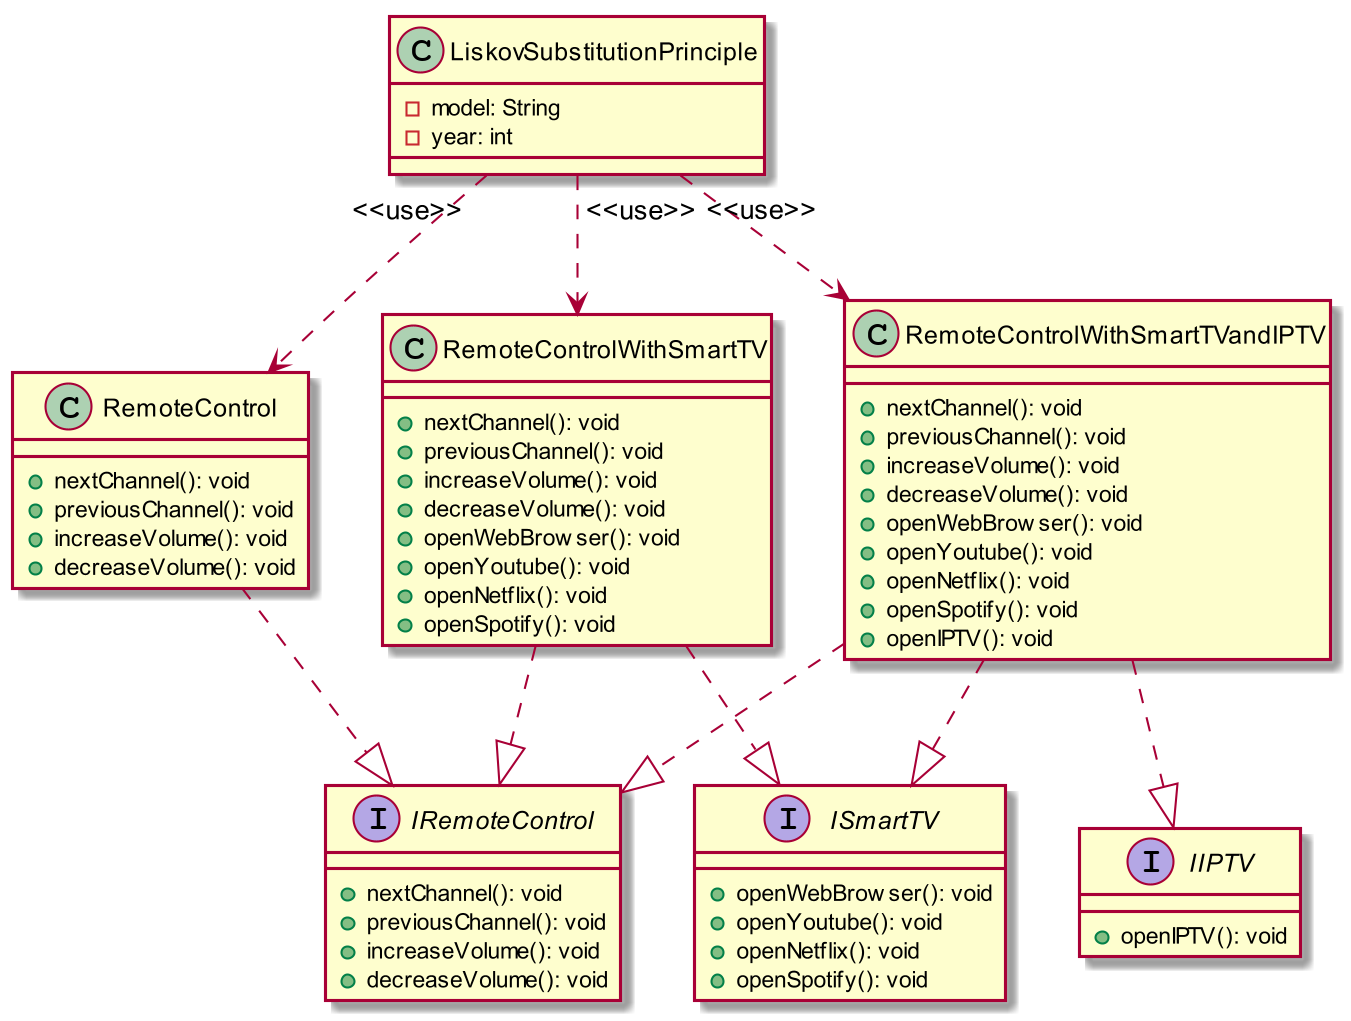 C LiskovSubstitutionPrinciple
model: String
year: int
<<use>>
<<use>>
<<use>>
C RemoteControl
nextChannel(): void
previousChannel(): void
increaseVolume(): void
decreaseVolume(): void
C RemoteControlWithSmartTV
nextChannel(): void
previousChannel(): void
increaseVolume(): void
decreaseVolume(): void
openWebBrowser(): void
openYoutube(): void
openNetflix(): void
openSpotify(): void
C RemoteControlWithSmartTVandIPTV
nextChannel(): void
previousChannel(): void
increaseVolume(): void
decreaseVolume(): void
openWebBrowser(): void
openYoutube(): void
openNetflix(): void
openSpotify(): void
openIPTV(): void
I IRemoteControl
nextChannel(): void
previousChannel(): void
increaseVolume(): void
decreaseVolume(): void
I ISmartTV
openWebBrowser(): void
openYoutube(): void
openNetflix(): void
openSpotify(): void
I IIPTV
openIPTV(): void